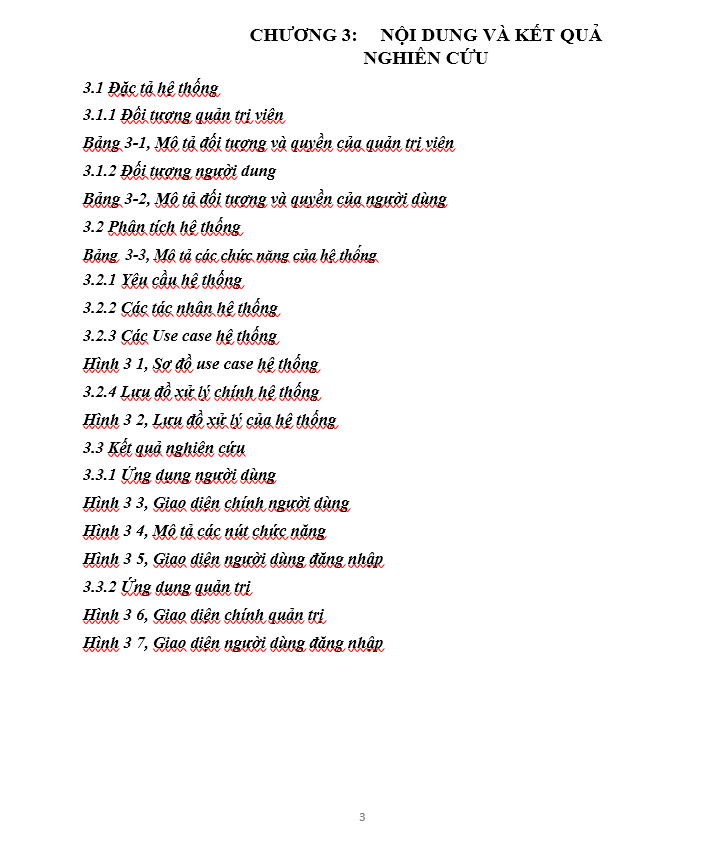 CHƯƠNG 3: NỘI DUNG VÀ KẾT QUẢ
NGHIÊN CỨU
3.1 Đặc tả hệ thống
3.1.1 Đối tượng quản trị viên
Bảng 3-1, Mô tả đối tượng và quyền của quản trị viên
3.1.2 Đối tượng người dung
Bảng 3-2, Mô tả đối tượng và quyền của người dùng
3.2 Phân tích hệ thống
Bảng 3-3, Mô tả các chức năng của hệ thống
3.2.1 Yêu cầu hệ thống
3.2.2 Các tác nhân hệ thống
3.2.3 Các Use case hệ thống
Hình 3 1, Sơ đồ use case hệ thống
3.2.4 Lưu đồ xử lý chính hệ thống
Hình 3 2, Lưu đồ xử lý của hệ thống
3.3 Kết quả nghiên cứu
3.3.1 Ứng dụng người dùng
Hình 3 3, Giao diện chính người dùng
Hình 3 4, Mô tả các nút chức năng
Hình 3 5, Giao diện người dùng đăng nhập
3.3.2 Ứng dụng quản trị
Hình 3 6, Giao diện chính quản trị
Hình 3 7, Giao diện người dùng đăng nhập
3